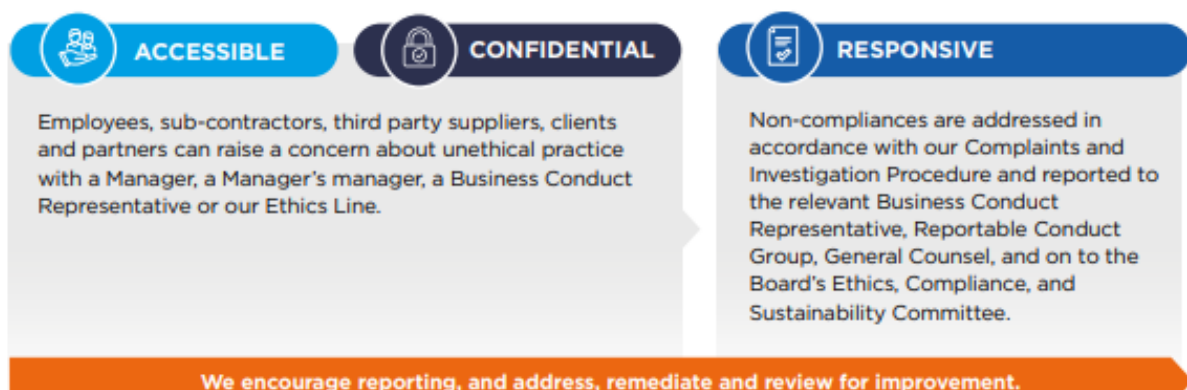 ACCESSIBLE
CONFIDENTIAL
Employees, sub-contractors, third party suppliers, clients
and partners can raise a concern about unethical practice
with a Manager, a Manager's manager, a Business Conduct
Representative or our Ethics Line.
RESPONSIVE
Non-compliances are addressed in
accordance with our Complaints and
Investigation Procedure and reported to
the relevant Business Conduct
Representative, Reportable Conduct
Group, General Counsel, and on to the
Board's Ethics, Compliance, and
Sustainability Committee.
We encourage reporting, and address, remediate and review for improvement.